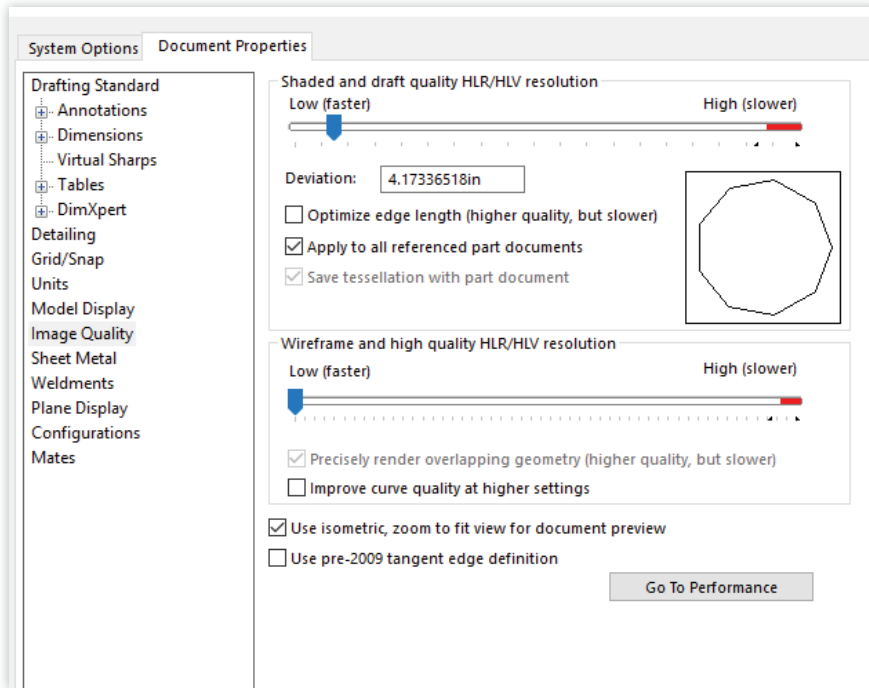 System Options
Document Properties
Drafting Standard
Annotations
Dimensions
Virtual Sharps
Tables
DimXpert
Detailing
Grid/Snap
Units
Model Display
Image Quality
Sheet Metal
Weldments
Plane Display
Configurations
Mates
Shaded and draft quality HLR/HLV resolution
Low (faster)
High (slower)
Deviation:
4.17336518in
Optimize edge length (higher quality, but slower)
Apply to all referenced part documents
Save tessellation with part document
Wireframe and high quality HLR/HLV resolution
Low (faster)
High (slower)
Precisely render overlapping geometry (higher quality, but slower)
Improve curve quality at higher settings
Use isometric, zoom to fit view for document preview
Use pre-2009 tangent edge definition
Go To Performance